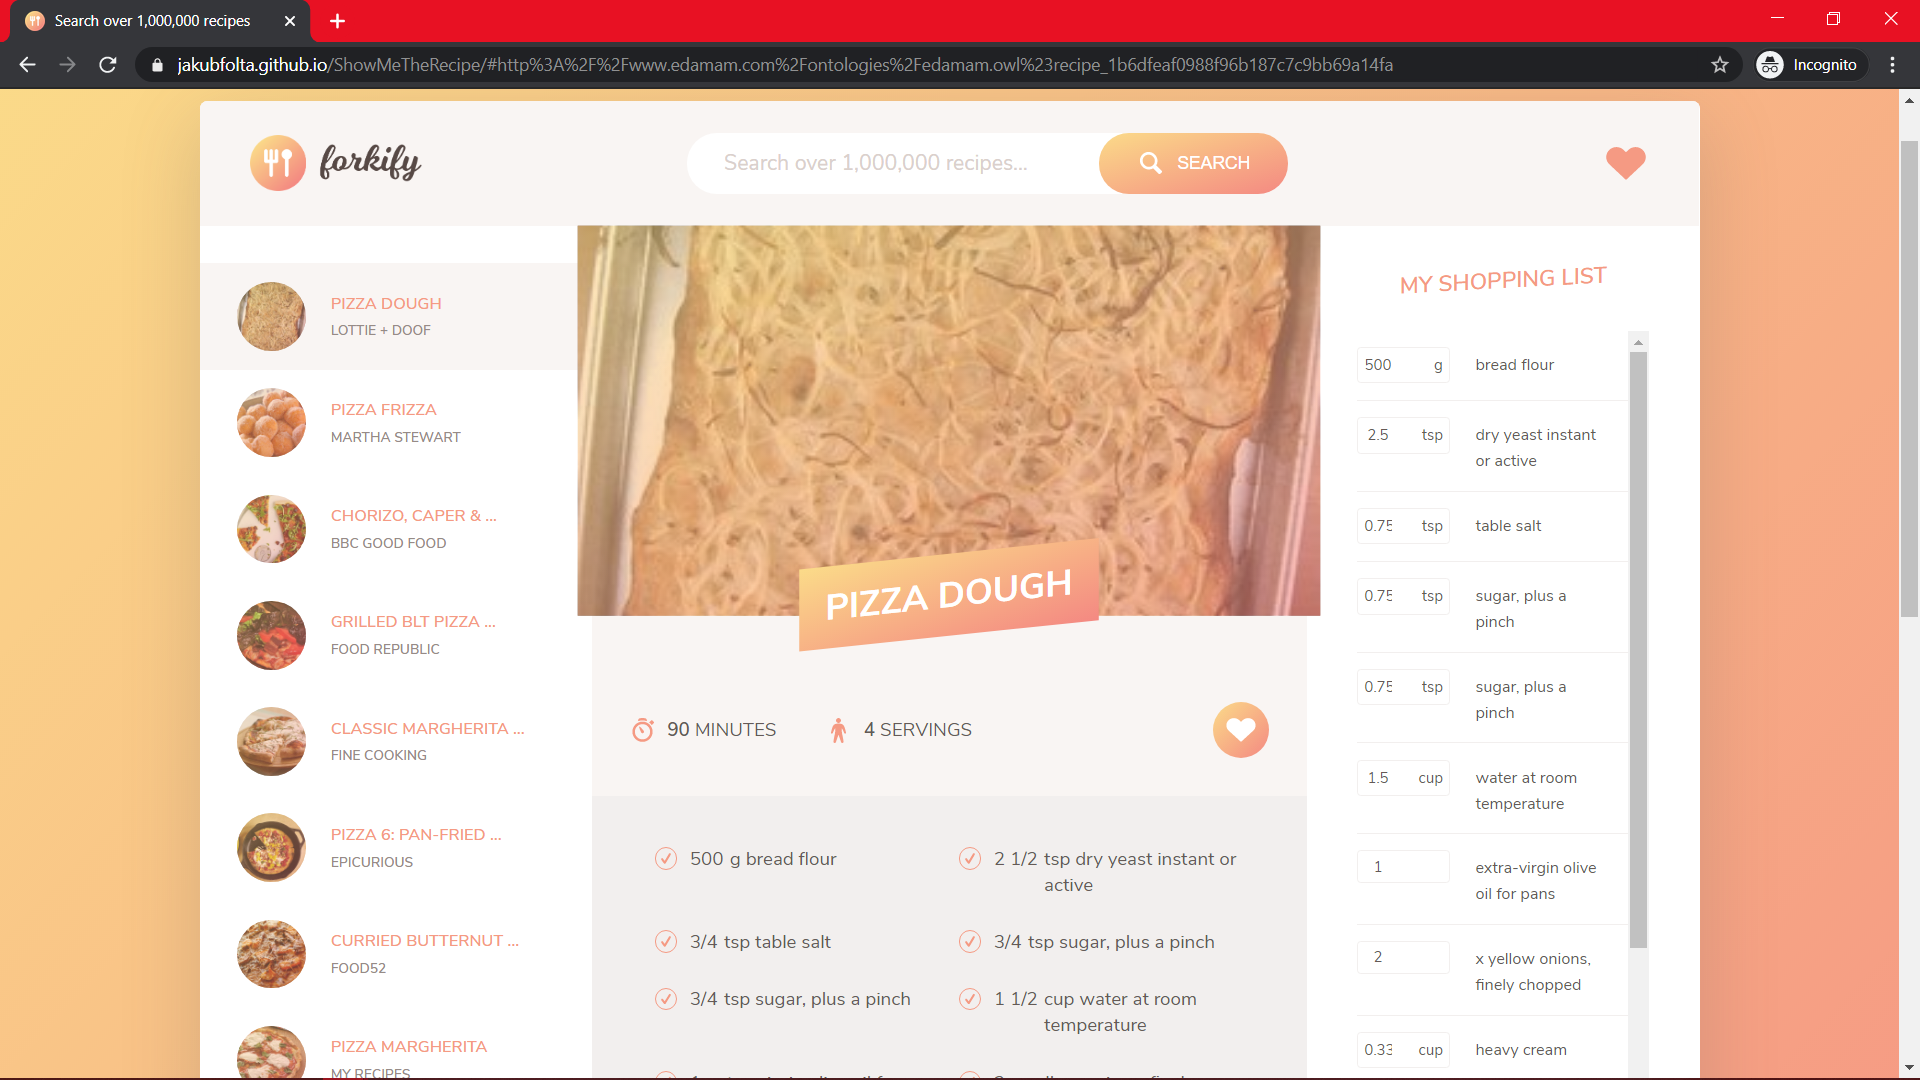 Search over 1,000,000 recipes
jakubfolta.github.io/ShowMeTheRecipe/#http%3A%2F%2Fwww.edamam.com%2Fontologies%2Fedamam.owl%23recipe_1b6dfeaf0988f96b187c7c9bb69a14fa
Incognito
forkify
Search over 1,000,000 recipes...
SEARCH
PIZZA DOUGH
LOTTIE + DOOF
PIZZA FRIZZA
MARTHA STEWART
CHORIZO, CAPER & ...
BBC GOOD FOOD
GRILLED BLT PIZZA ...
FOOD REPUBLIC
CLASSIC MARGHERITA ...
FINE COOKING
PIZZA 6: PAN-FRIED ...
EPICURIOUS
CURRIED BUTTERNUT ...
FOOD52
PIZZA MARGHERITA
MY RECIPES
PIZZA DOUGH
90 MINUTES
4 SERVINGS
500 g bread flour
2 1/2 tsp dry yeast instant or
active
3/4 tsp table salt
3/4 tsp sugar, plus a pinch
3/4 tsp sugar, plus a pinch
1 1/2 cup water at room
temperature
MY SHOPPING LIST
500 g bread flour
2.5 tsp dry yeast instant
or active
0.75 tsp table salt
0.75 tsp sugar, plus a
pinch
0.75 tsp sugar, plus a
pinch
1.5 cup water at room
temperature
1 extra-virgin olive
oil for pans
2 x yellow onions,
finely chopped
0.33 cup heavy cream